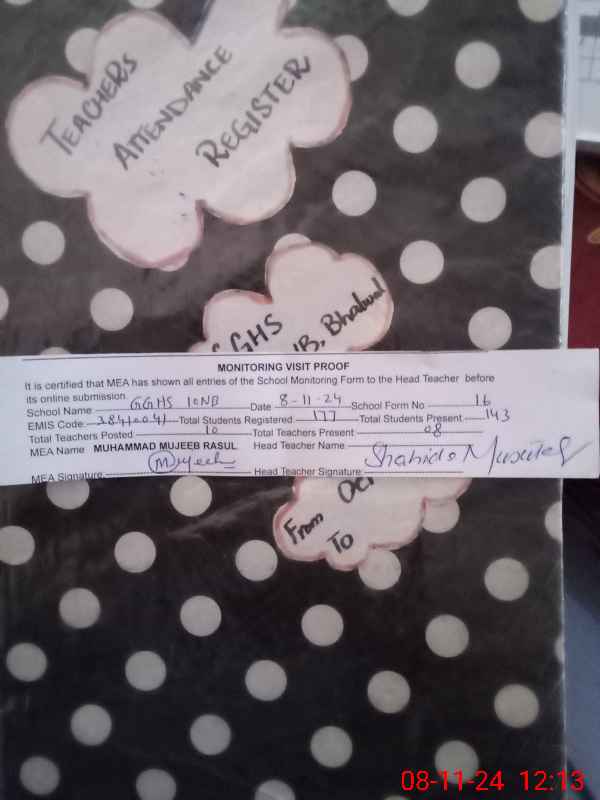 TEACHERS
ATTENDANCE
REGISTER
GGHS
NB, Bhalwal
MONITORING VISIT PROOF
It is certified that MEA has shown all entries of the School Monitoring Form to the Head Teacher before
its online submission.
School Name GGHS 10NB Date 8-11-24 School Form No 16
EMIS Code Total Students Registered 177 Total Students Present 143
Total Teachers Posted 10 Total Teachers Present 08
MEA Name MUHAMMAD MUJEEB RASUL Head Teacher Name Shahida
MEA Signature Mujeeb Head Teacher Signature
From
To
08-11-24 12:13